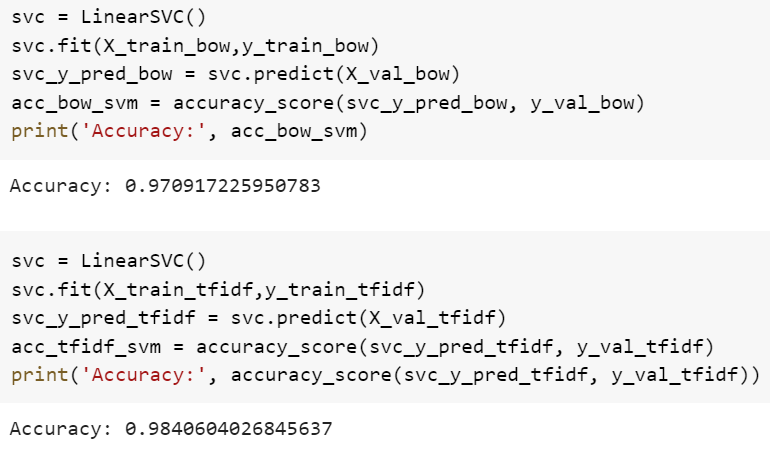 svc = LinearSVC()
svc.fit(X_train_bow,y_train_bow)
svc_y_pred_bow = svc.predict(X_val_bow)
acc_bow_svm = accuracy_score(svc_y_pred_bow, y_val_bow)
print('Accuracy:', acc_bow_svm)
Accuracy: 0.970917225950783
svc = LinearSVC()
svc.fit(X_train_tfidf,y_train_tfidf)
svc_y_pred_tfidf = svc.predict(X_val_tfidf)
acc_tfidf_svm = accuracy_score(svc_y_pred_tfidf, y_val_tfidf)
print('Accuracy:', accuracy_score(svc_y_pred_tfidf, y_val_tfidf))
Accuracy: 0.9840604026845637